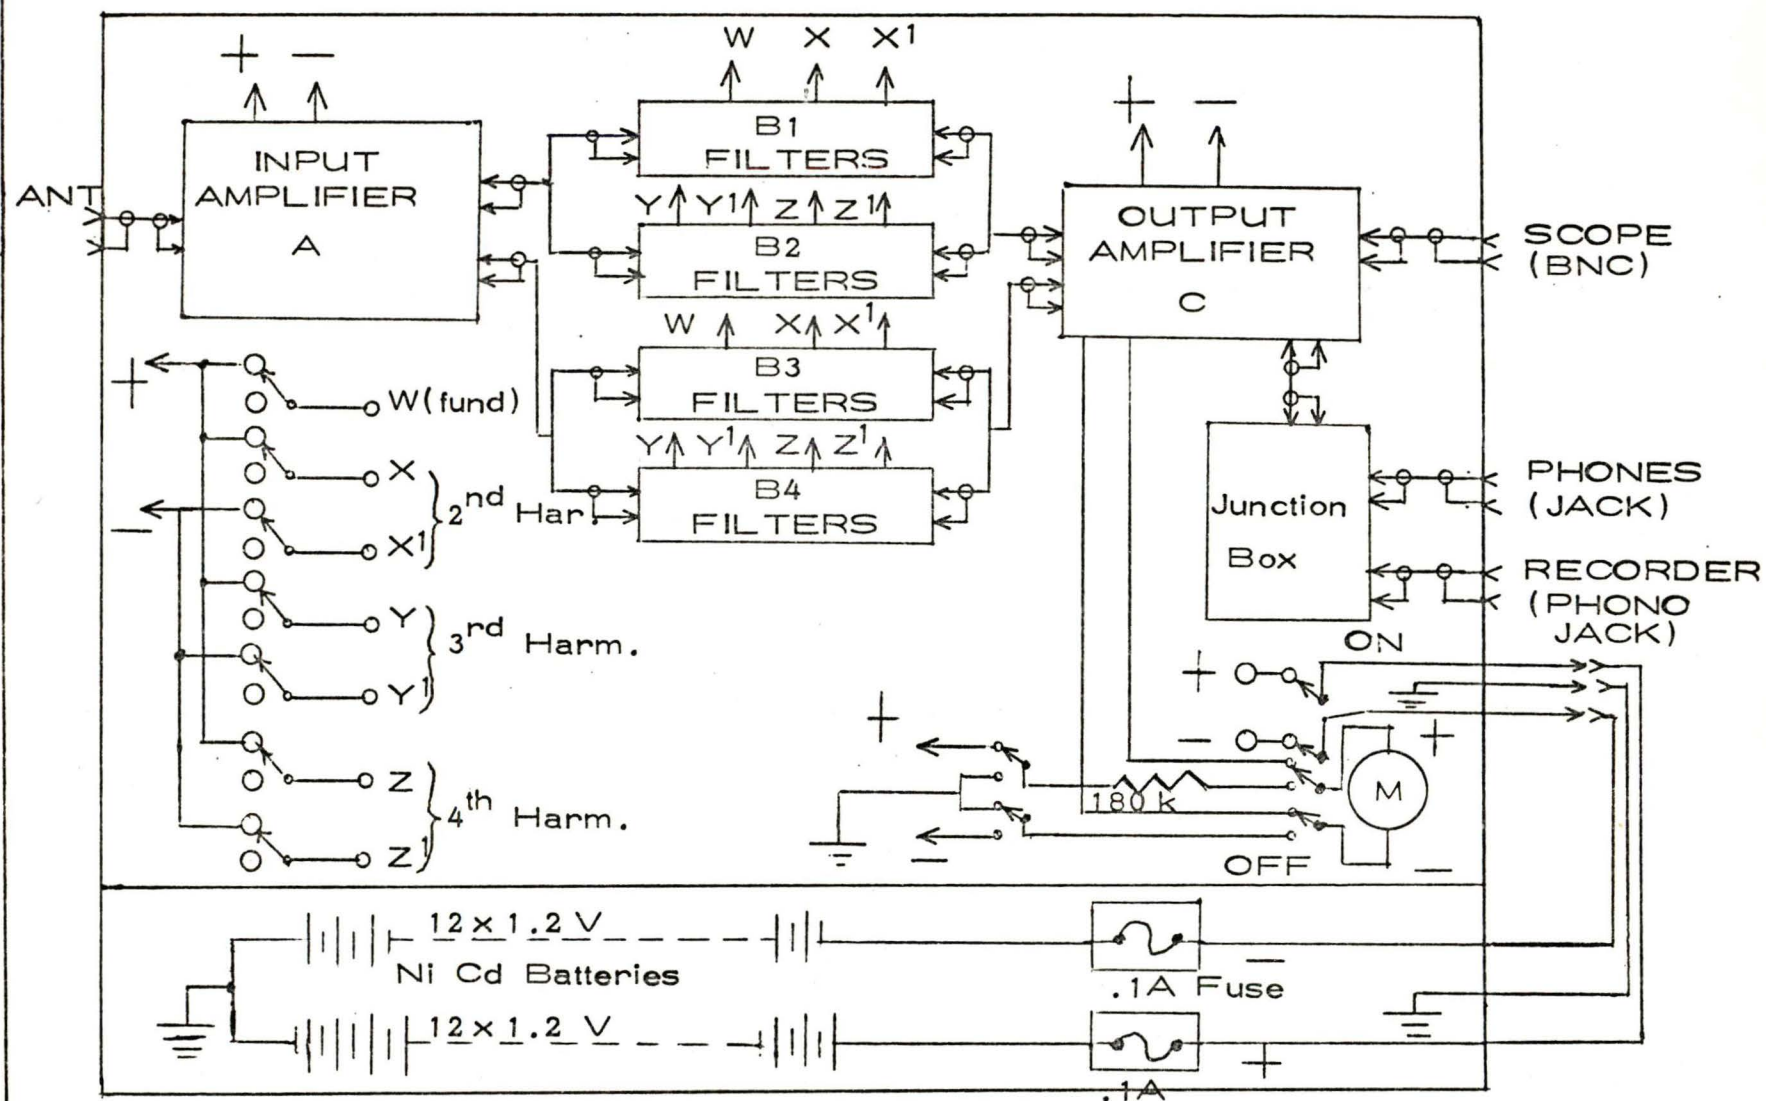 + −
W X X¹
+ −
ANT
INPUT
AMPLIFIER
A
B1
FILTERS
Y Y¹ Z Z¹
B2
FILTERS
W X X¹
B3
FILTERS
Y Y¹ Z Z¹
B4
FILTERS
OUTPUT
AMPLIFIER
C
SCOPE
(BNC)
Junction
Box
PHONES
(JACK)
RECORDER
(PHONO
JACK)
+
W(fund)
X
2nd Har.
−
X¹
Y
3rd Harm.
Y¹
Z
4th Harm.
Z¹
ON
+
−
+
+
M
180 k
−
OFF
−
12 x 1.2 V
Ni Cd Batteries
−
.1A Fuse
12 x 1.2 V
+
.1A